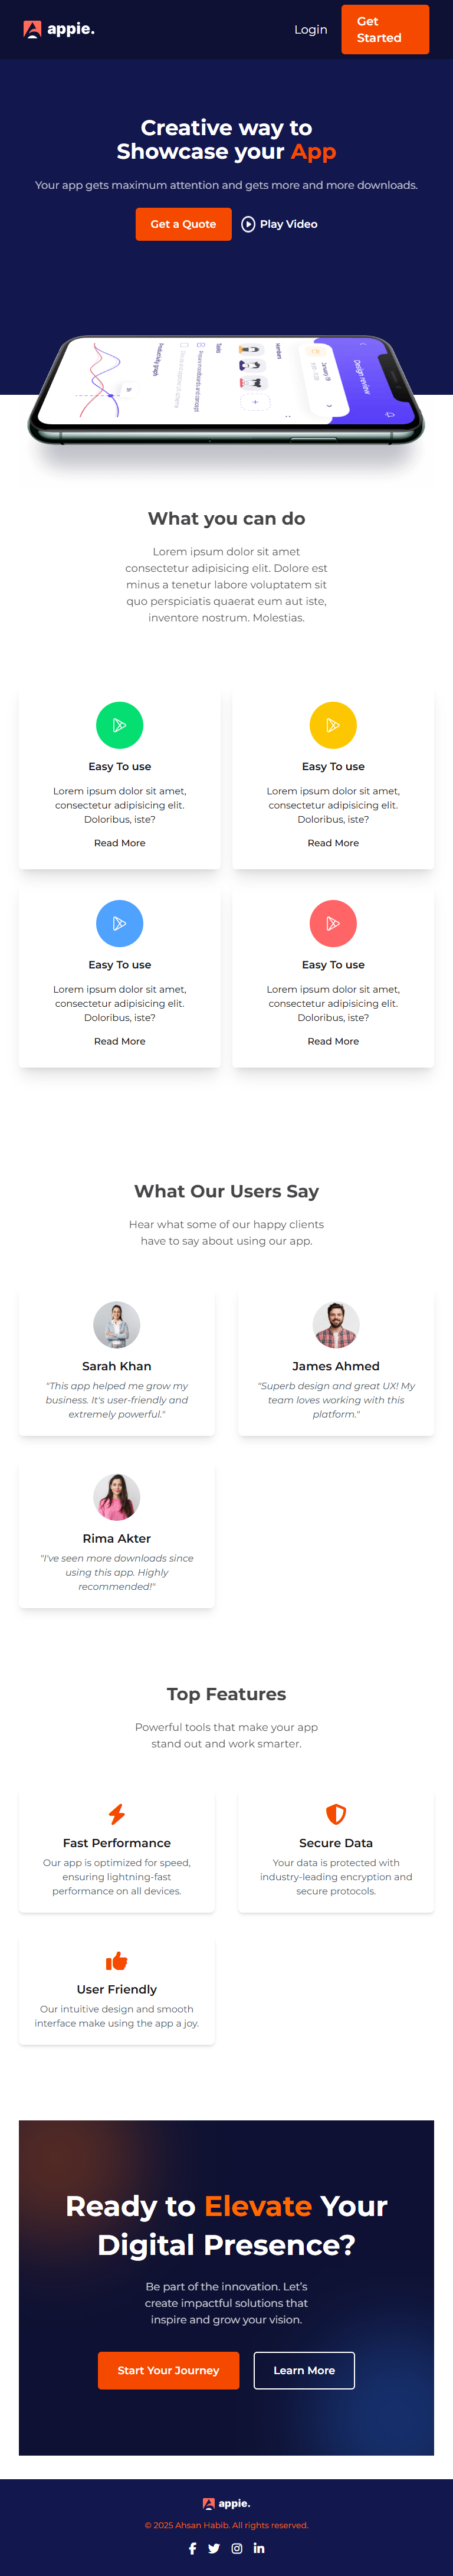 appie.
Login
Get
Started
Creative way to
Showcase your App
Your app gets maximum attention and gets more and more downloads.
Get a Quote
Play Video
Design review
Members
Tasks
Productivity graph
What you can do
Lorem ipsum dolor sit amet
consectetur adipisicing elit. Dolore est
minus a tenetur labore voluptatem sit
quo perspiciatis quaerat eum aut iste,
inventore nostrum. Molestias.
Easy To use
Lorem ipsum dolor sit amet,
consectetur adipisicing elit.
Doloribus, iste?
Read More
Easy To use
Lorem ipsum dolor sit amet,
consectetur adipisicing elit.
Doloribus, iste?
Read More
Easy To use
Lorem ipsum dolor sit amet,
consectetur adipisicing elit.
Doloribus, iste?
Read More
Easy To use
Lorem ipsum dolor sit amet,
consectetur adipisicing elit.
Doloribus, iste?
Read More
What Our Users Say
Hear what some of our happy clients
have to say about using our app.
Sarah Khan
"This app helped me grow my
business. It's user-friendly and
extremely powerful."
James Ahmed
"Superb design and great UX! My
team loves working with this
platform."
Rima Akter
"I've seen more downloads since
using this app. Highly
recommended!"
Top Features
Powerful tools that make your app
stand out and work smarter.
Fast Performance
Our app is optimized for speed,
ensuring lightning-fast
performance on all devices.
Secure Data
Your data is protected with
industry-leading encryption and
secure protocols.
User Friendly
Our intuitive design and smooth
interface make using the app a joy.
Ready to Elevate Your
Digital Presence?
Be part of the innovation. Let’s
create impactful solutions that
inspire and grow your vision.
Start Your Journey
Learn More
appie.
© 2025 Ahsan Habib. All rights reserved.